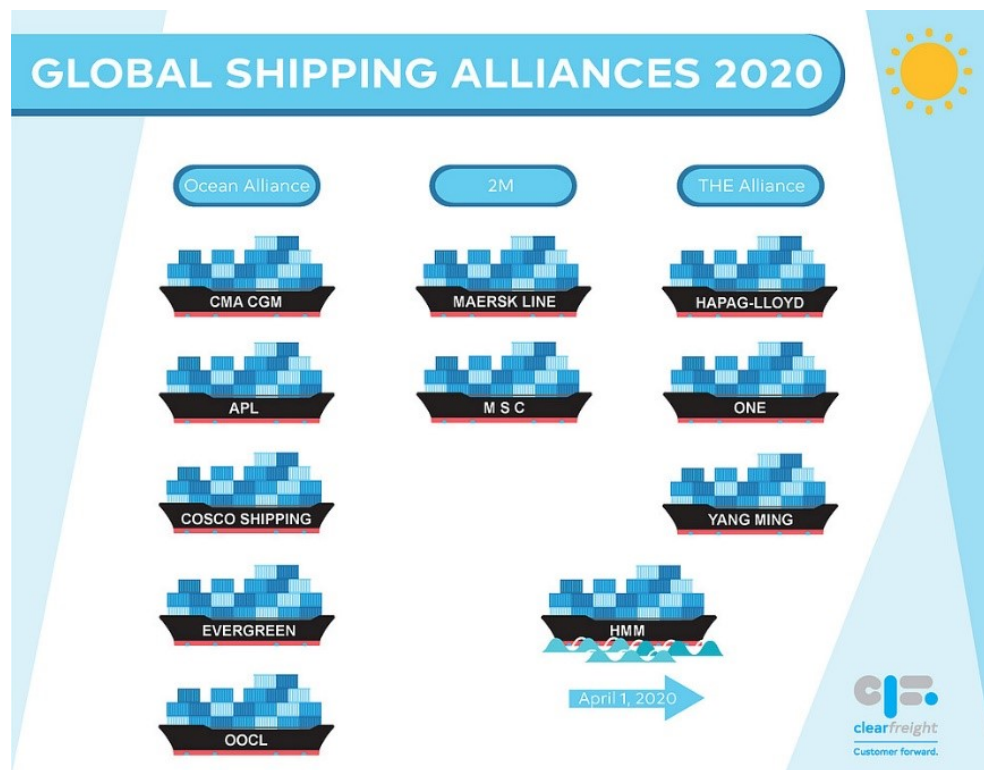 GLOBAL SHIPPING ALLIANCES 2020
Ocean Alliance
CMA CGM
APL
COSCO SHIPPING
EVERGREEN
OOCL
2M
MAERSK LINE
M S C
THE Alliance
HAPAG-LLOYD
ONE
YANG MING
HMM
April 1, 2020
clearfreight
Customer forward.